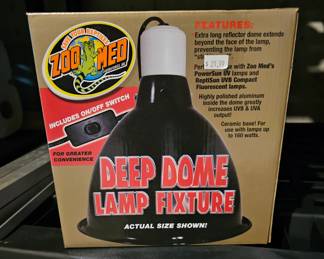 FEATURES:
Extra long reflector dome extends
beyond the face of the lamp,
preventing the lamp from
with Zoo Med's
PowerSun UV lamps and
ReptiSun UVB Compact
Fluorescent lamps.
Highly polished aluminum
inside the dome greatly
increases UVB & UVA
output!
Ceramic base! For
use with lamps up
to 160 watts.
ZOO MED
INCLUDES ON/OFF SWITCH
FOR GREATER
CONVENIENCE
DEEP DOME
LAMP FIXTURE
ACTUAL SIZE SHOWN!